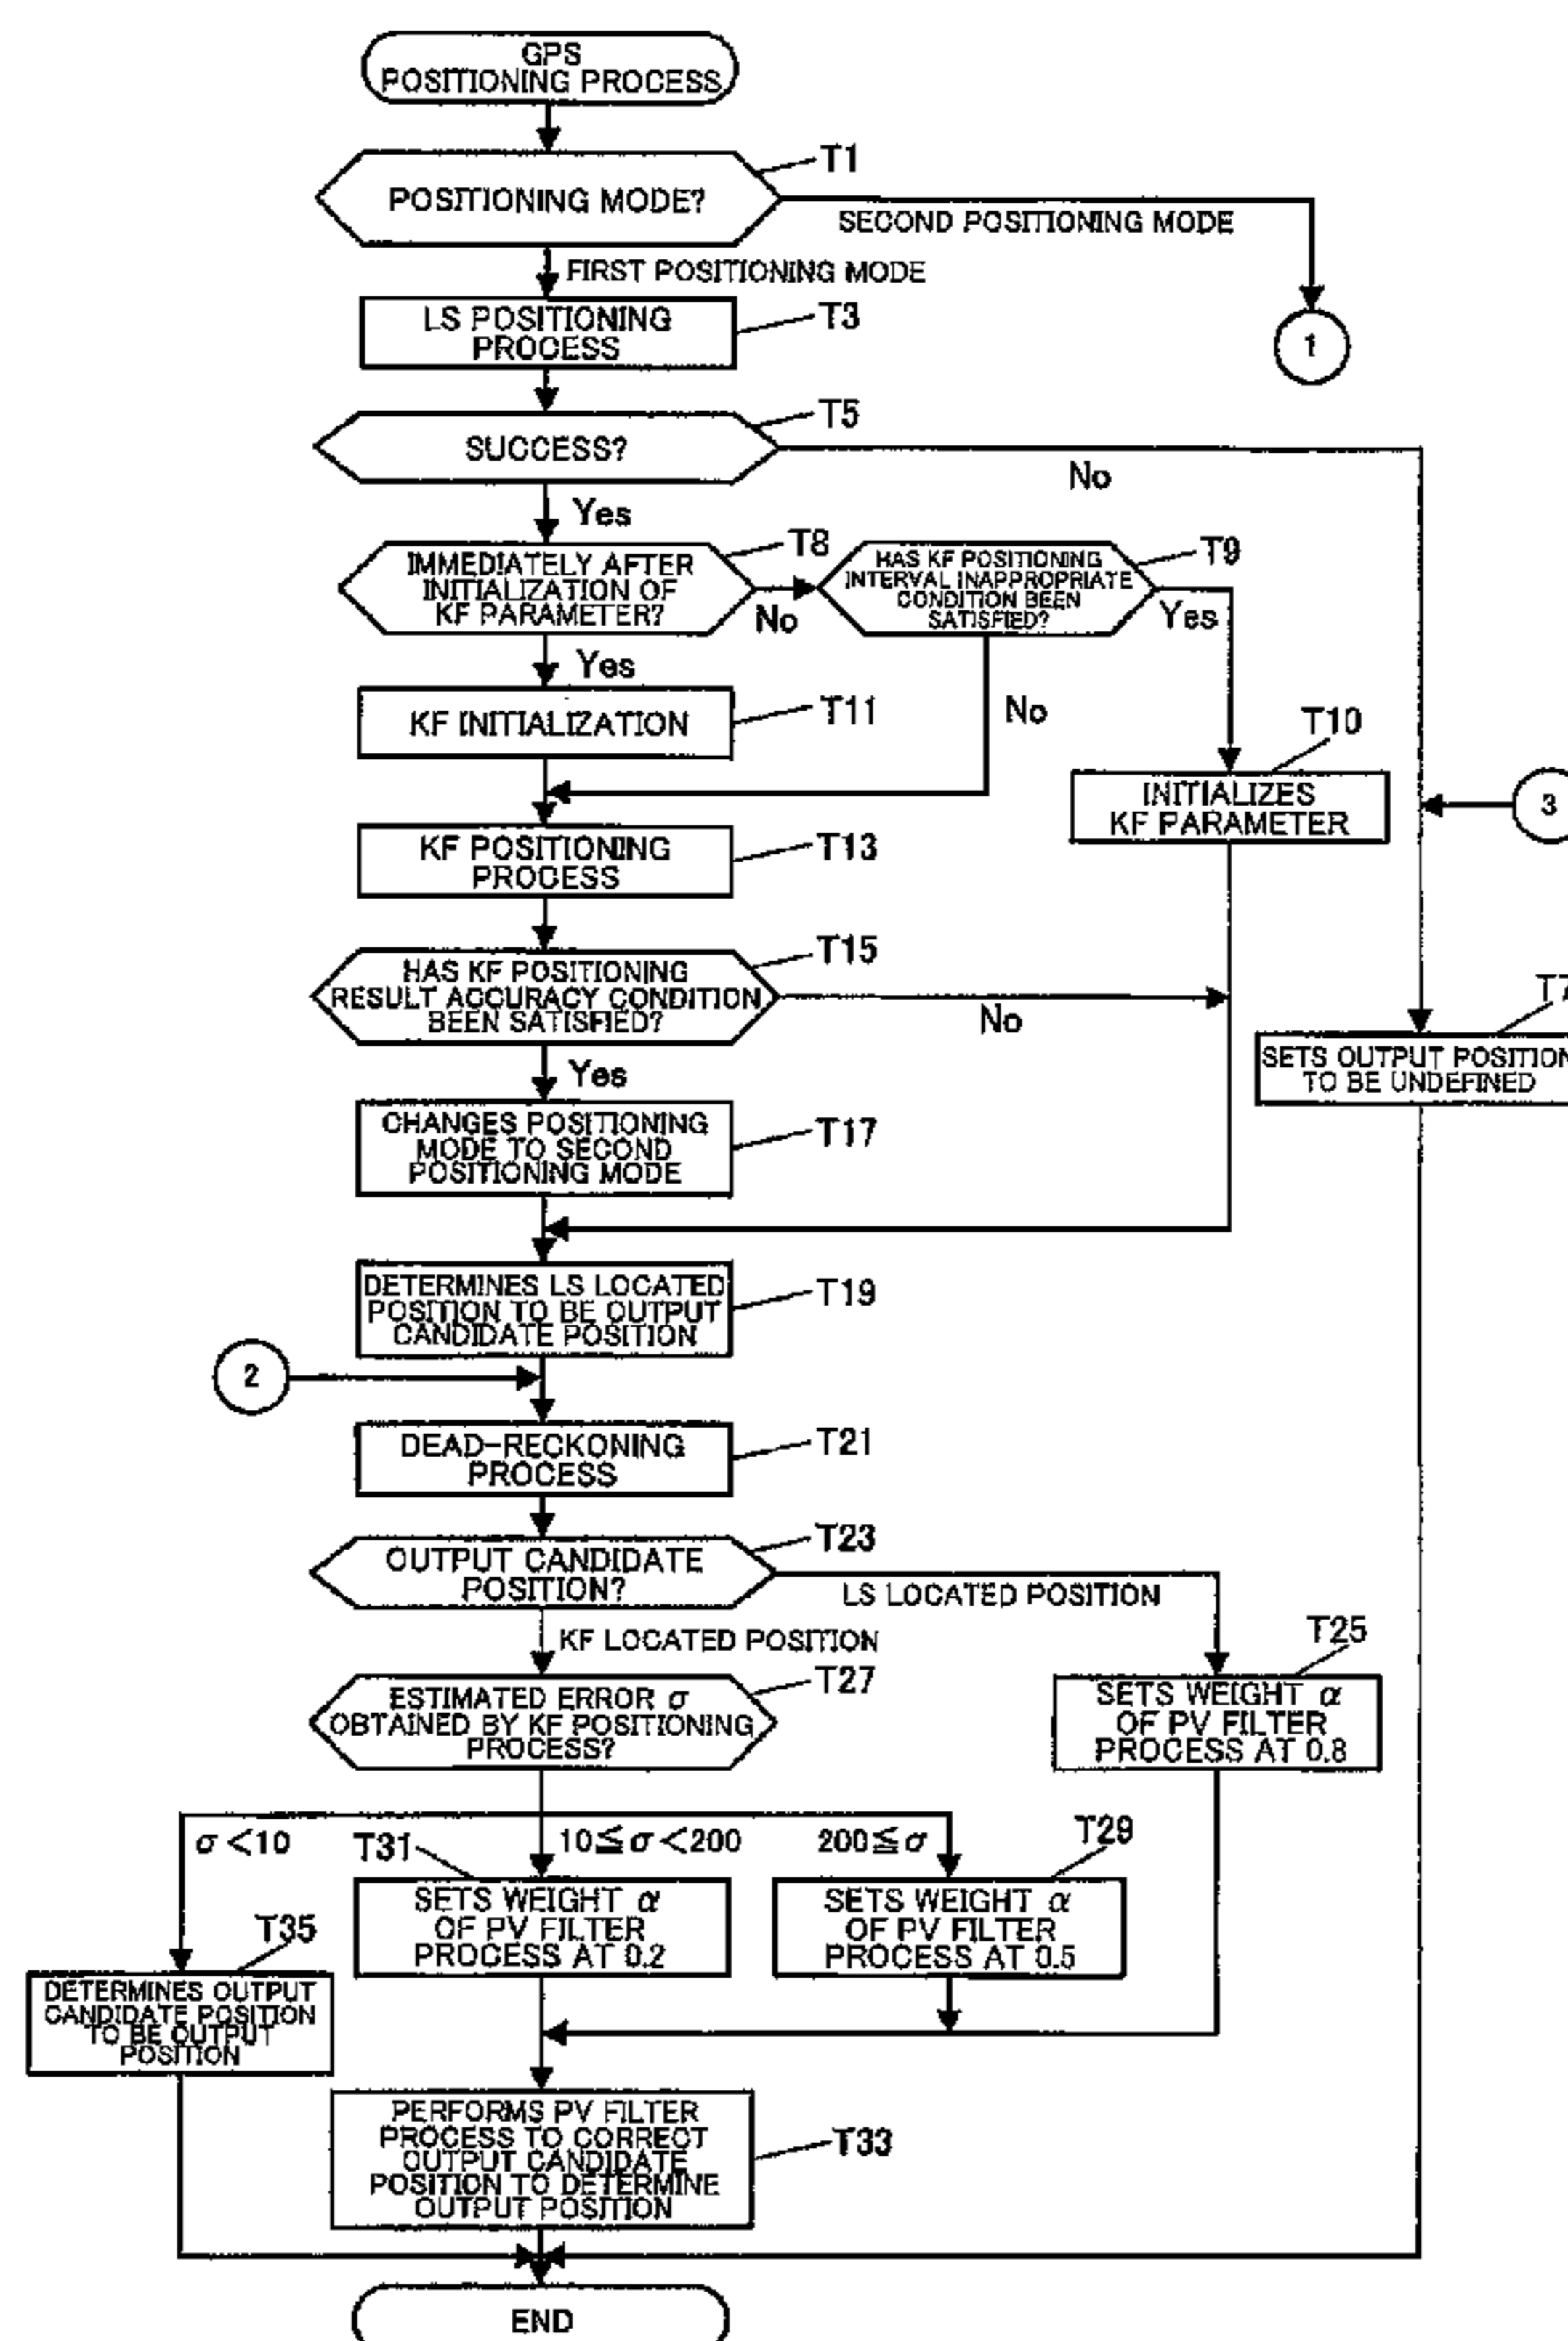 GPS
POSITIONING PROCESS
T1
POSITIONING MODE?
SECOND POSITIONING MODE
FIRST POSITIONING MODE
LS POSITIONING
PROCESS
T3
1
T5
SUCCESS?
No
Yes
T8
IMMEDIATELY AFTER
INITIALIZATION OF
KF PARAMETER?
No
T9
HAS KF POSITIONING
INTERVAL INAPPROPRIATE
CONDITION BEEN
SATISFIED?
Yes
Yes
KF INITIALIZATION
T11
No
T10
INITIALIZES
KF PARAMETER
3
KF POSITIONING
PROCESS
T13
T15
HAS KF POSITIONING
RESULT ACCURACY CONDITION
BEEN SATISFIED?
No
T7
SETS OUTPUT POSITION
TO BE UNDEFINED
Yes
CHANGES POSITIONING
MODE TO SECOND
POSITIONING MODE
T17
DETERMINES LS LOCATED
POSITION TO BE OUTPUT
CANDIDATE POSITION
T19
2
DEAD-RECKONING
PROCESS
T21
T23
OUTPUT CANDIDATE
POSITION?
LS LOCATED POSITION
KF LOCATED POSITION
T25
SETS WEIGHT α
OF PV FILTER
PROCESS AT 0.8
T27
ESTIMATED ERROR σ
OBTAINED BY KF POSITIONING
PROCESS?
σ<10
T31
10≦σ<200
200≦σ
T29
SETS WEIGHT α
OF PV FILTER
PROCESS AT 0.2
SETS WEIGHT α
OF PV FILTER
PROCESS AT 0.5
T35
DETERMINES OUTPUT
CANDIDATE POSITION
TO BE OUTPUT
POSITION
PERFORMS PV FILTER
PROCESS TO CORRECT
OUTPUT CANDIDATE
POSITION TO DETERMINE
OUTPUT POSITION
T33
END